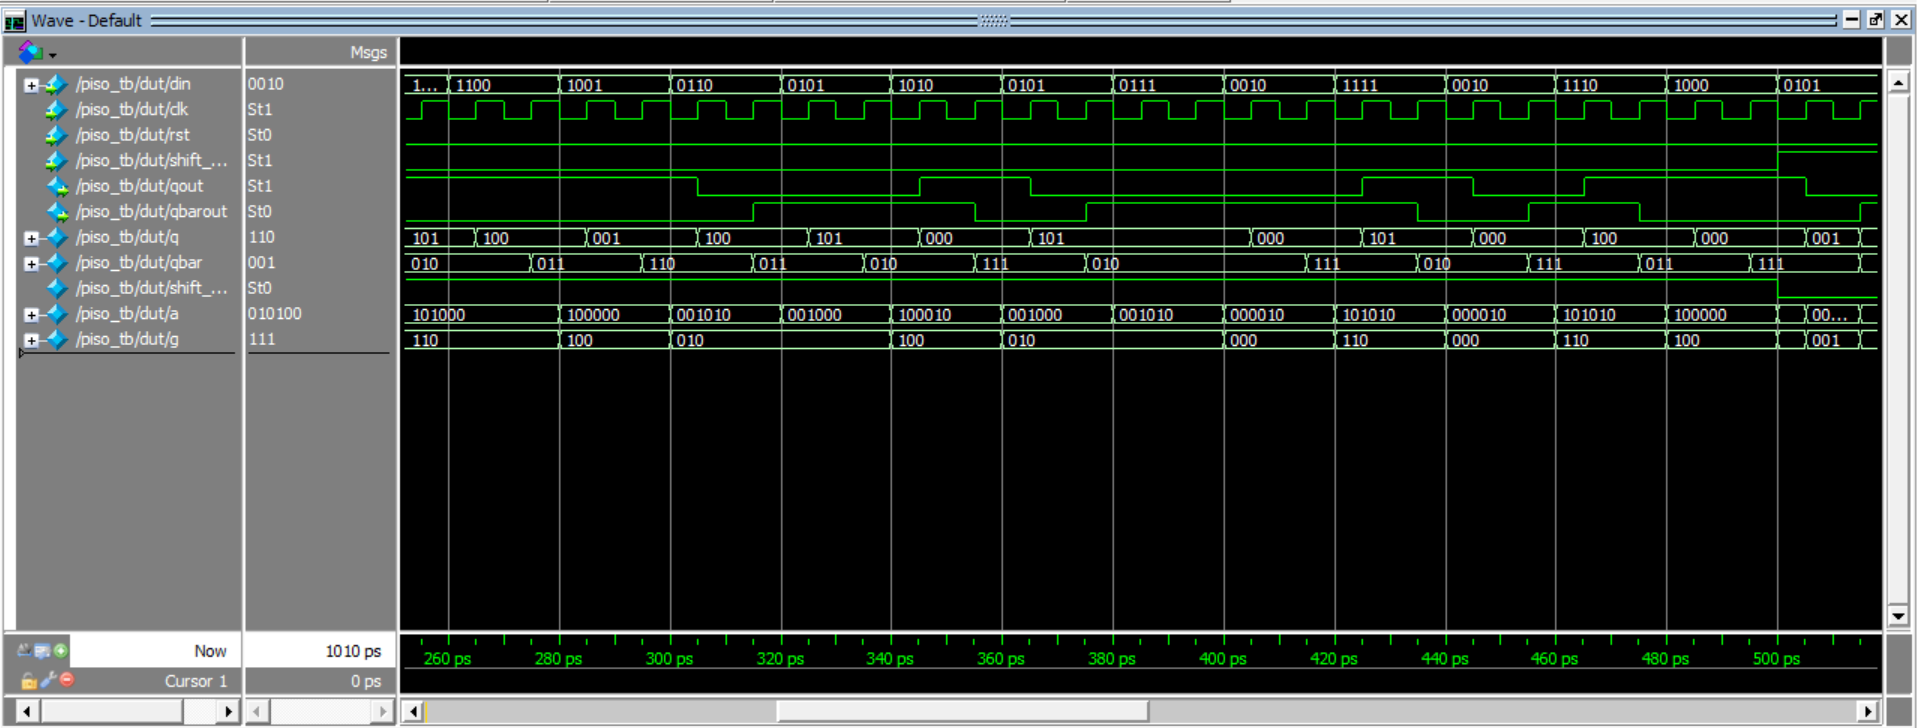 Wave - Default
Msgs
/piso_tb/dut/din 0010 1... 1100 1001 0110 0101 1010 0101 0111 0010 1111 0010 1110 1000 0101
/piso_tb/dut/clk St1
/piso_tb/dut/rst St0
/piso_tb/dut/shift_... St1
/piso_tb/dut/qout St1
/piso_tb/dut/qbarout St0
/piso_tb/dut/q 110 101 100 001 100 101 000 101 000 101 000 100 000 001
/piso_tb/dut/qbar 001 010 011 110 011 010 111 010 111 010 111 011 111
/piso_tb/dut/shift_... St0
/piso_tb/dut/a 010100 101000 100000 001010 001000 100010 001000 001010 000010 101010 000010 101010 100000 00...
/piso_tb/dut/g 111 110 100 010 100 010 000 110 000 110 100 001
Now 1010 ps 260 ps 280 ps 300 ps 320 ps 340 ps 360 ps 380 ps 400 ps 420 ps 440 ps 460 ps 480 ps 500 ps
Cursor 1 0 ps